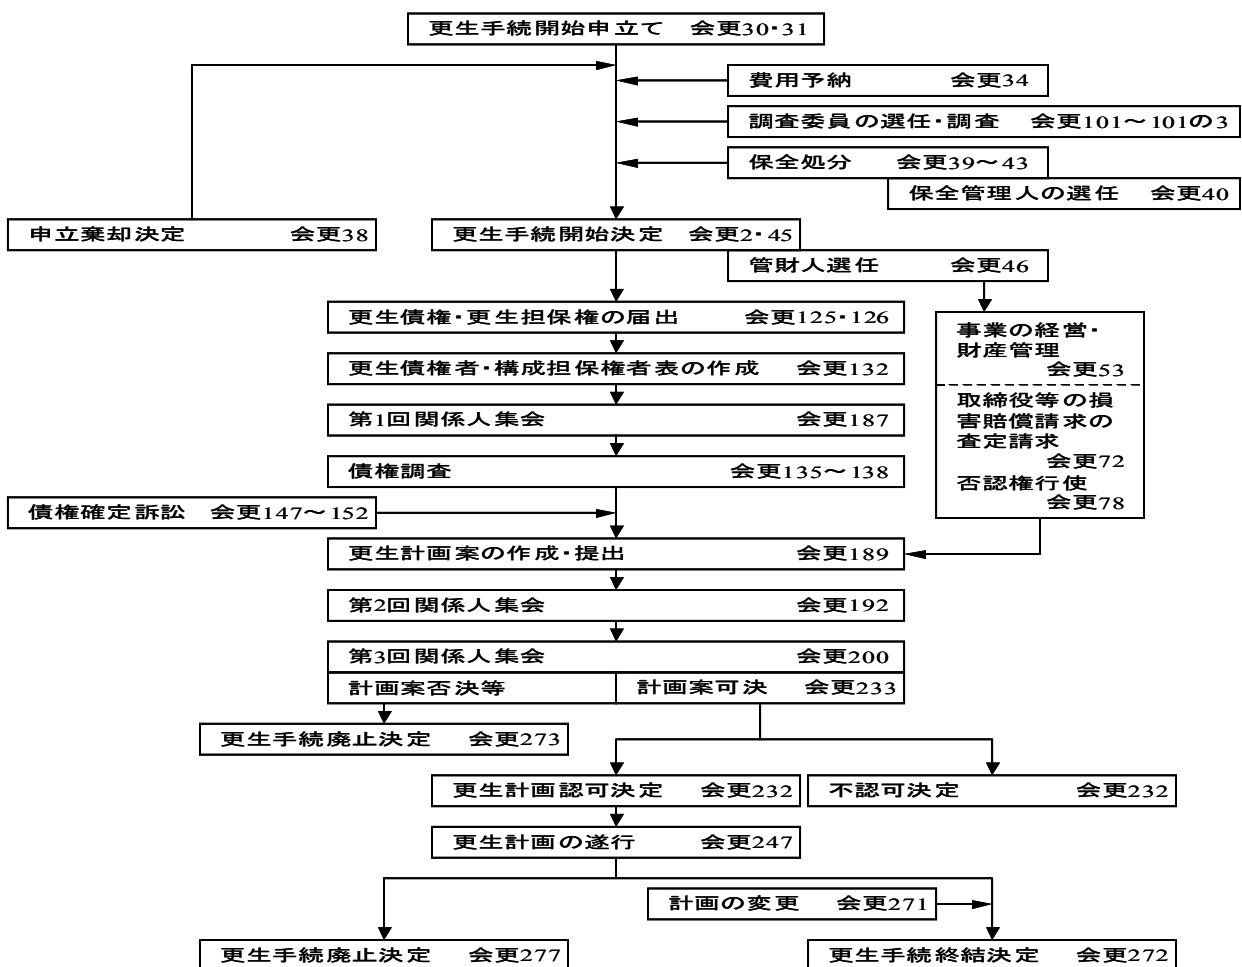 更生手続開始申立て 会更30・31
費用予納 会更34
調査委員の選任・調査 会更101～101の3
保全処分 会更39～43
保全管理人の選任 会更40
申立棄却決定 会更38
更生手続開始決定 会更2・45
管財人選任 会更46
更生債権・更生担保権の届出 会更125・126
事業の経営・
財産管理
会更53
更生債権者・構成担保権者表の作成 会更132
取締役等の損
害賠償請求の
査定請求
会更72
否認権行使
会更78
第1回関係人集会 会更187
債権調査 会更135～138
債権確定訴訟 会更147～152
更生計画案の作成・提出 会更189
第2回関係人集会 会更192
第3回関係人集会 会更200
計画案否決等
計画案可決 会更233
更生手続廃止決定 会更273
更生計画認可決定 会更232
不認可決定 会更232
更生計画の遂行 会更247
計画の変更 会更271
更生手続廃止決定 会更277
更生手続終結決定 会更272